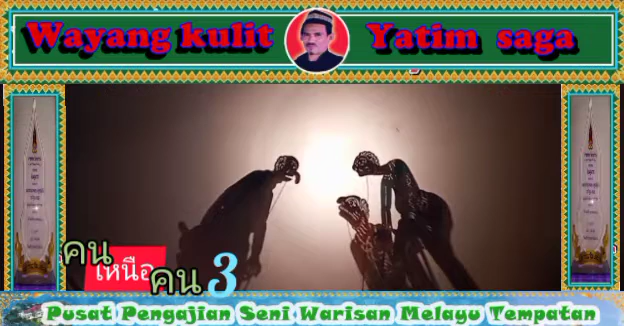 Wayang kulit Yatim saga
คน
เหนือ
คน 3
Pusat Pengajian Seni Warisan Melayu Tempatan